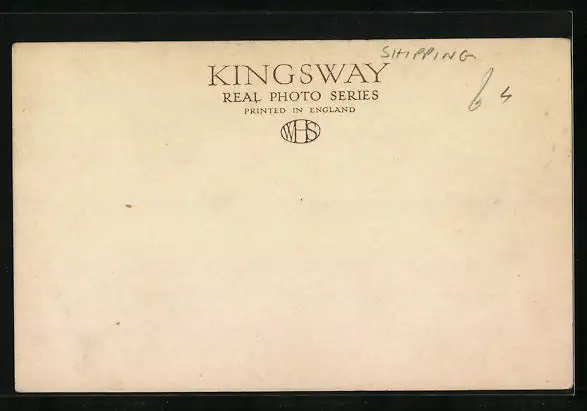 SHIPPING
KINGSWAY
REAL PHOTO SERIES
PRINTED IN ENGLAND
WHS